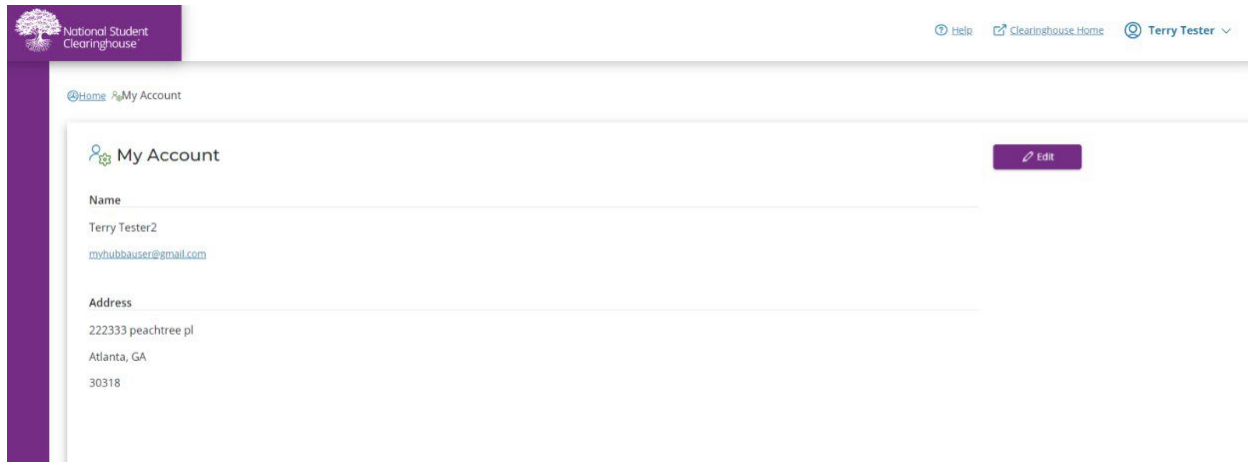 National Student
Clearinghouse
Help Clearinghouse Home Terry Tester
Home My Account
My Account
Edit
Name
Terry Tester2
myhubbauser@gmail.com
Address
222333 peachtree pl
Atlanta, GA
30318